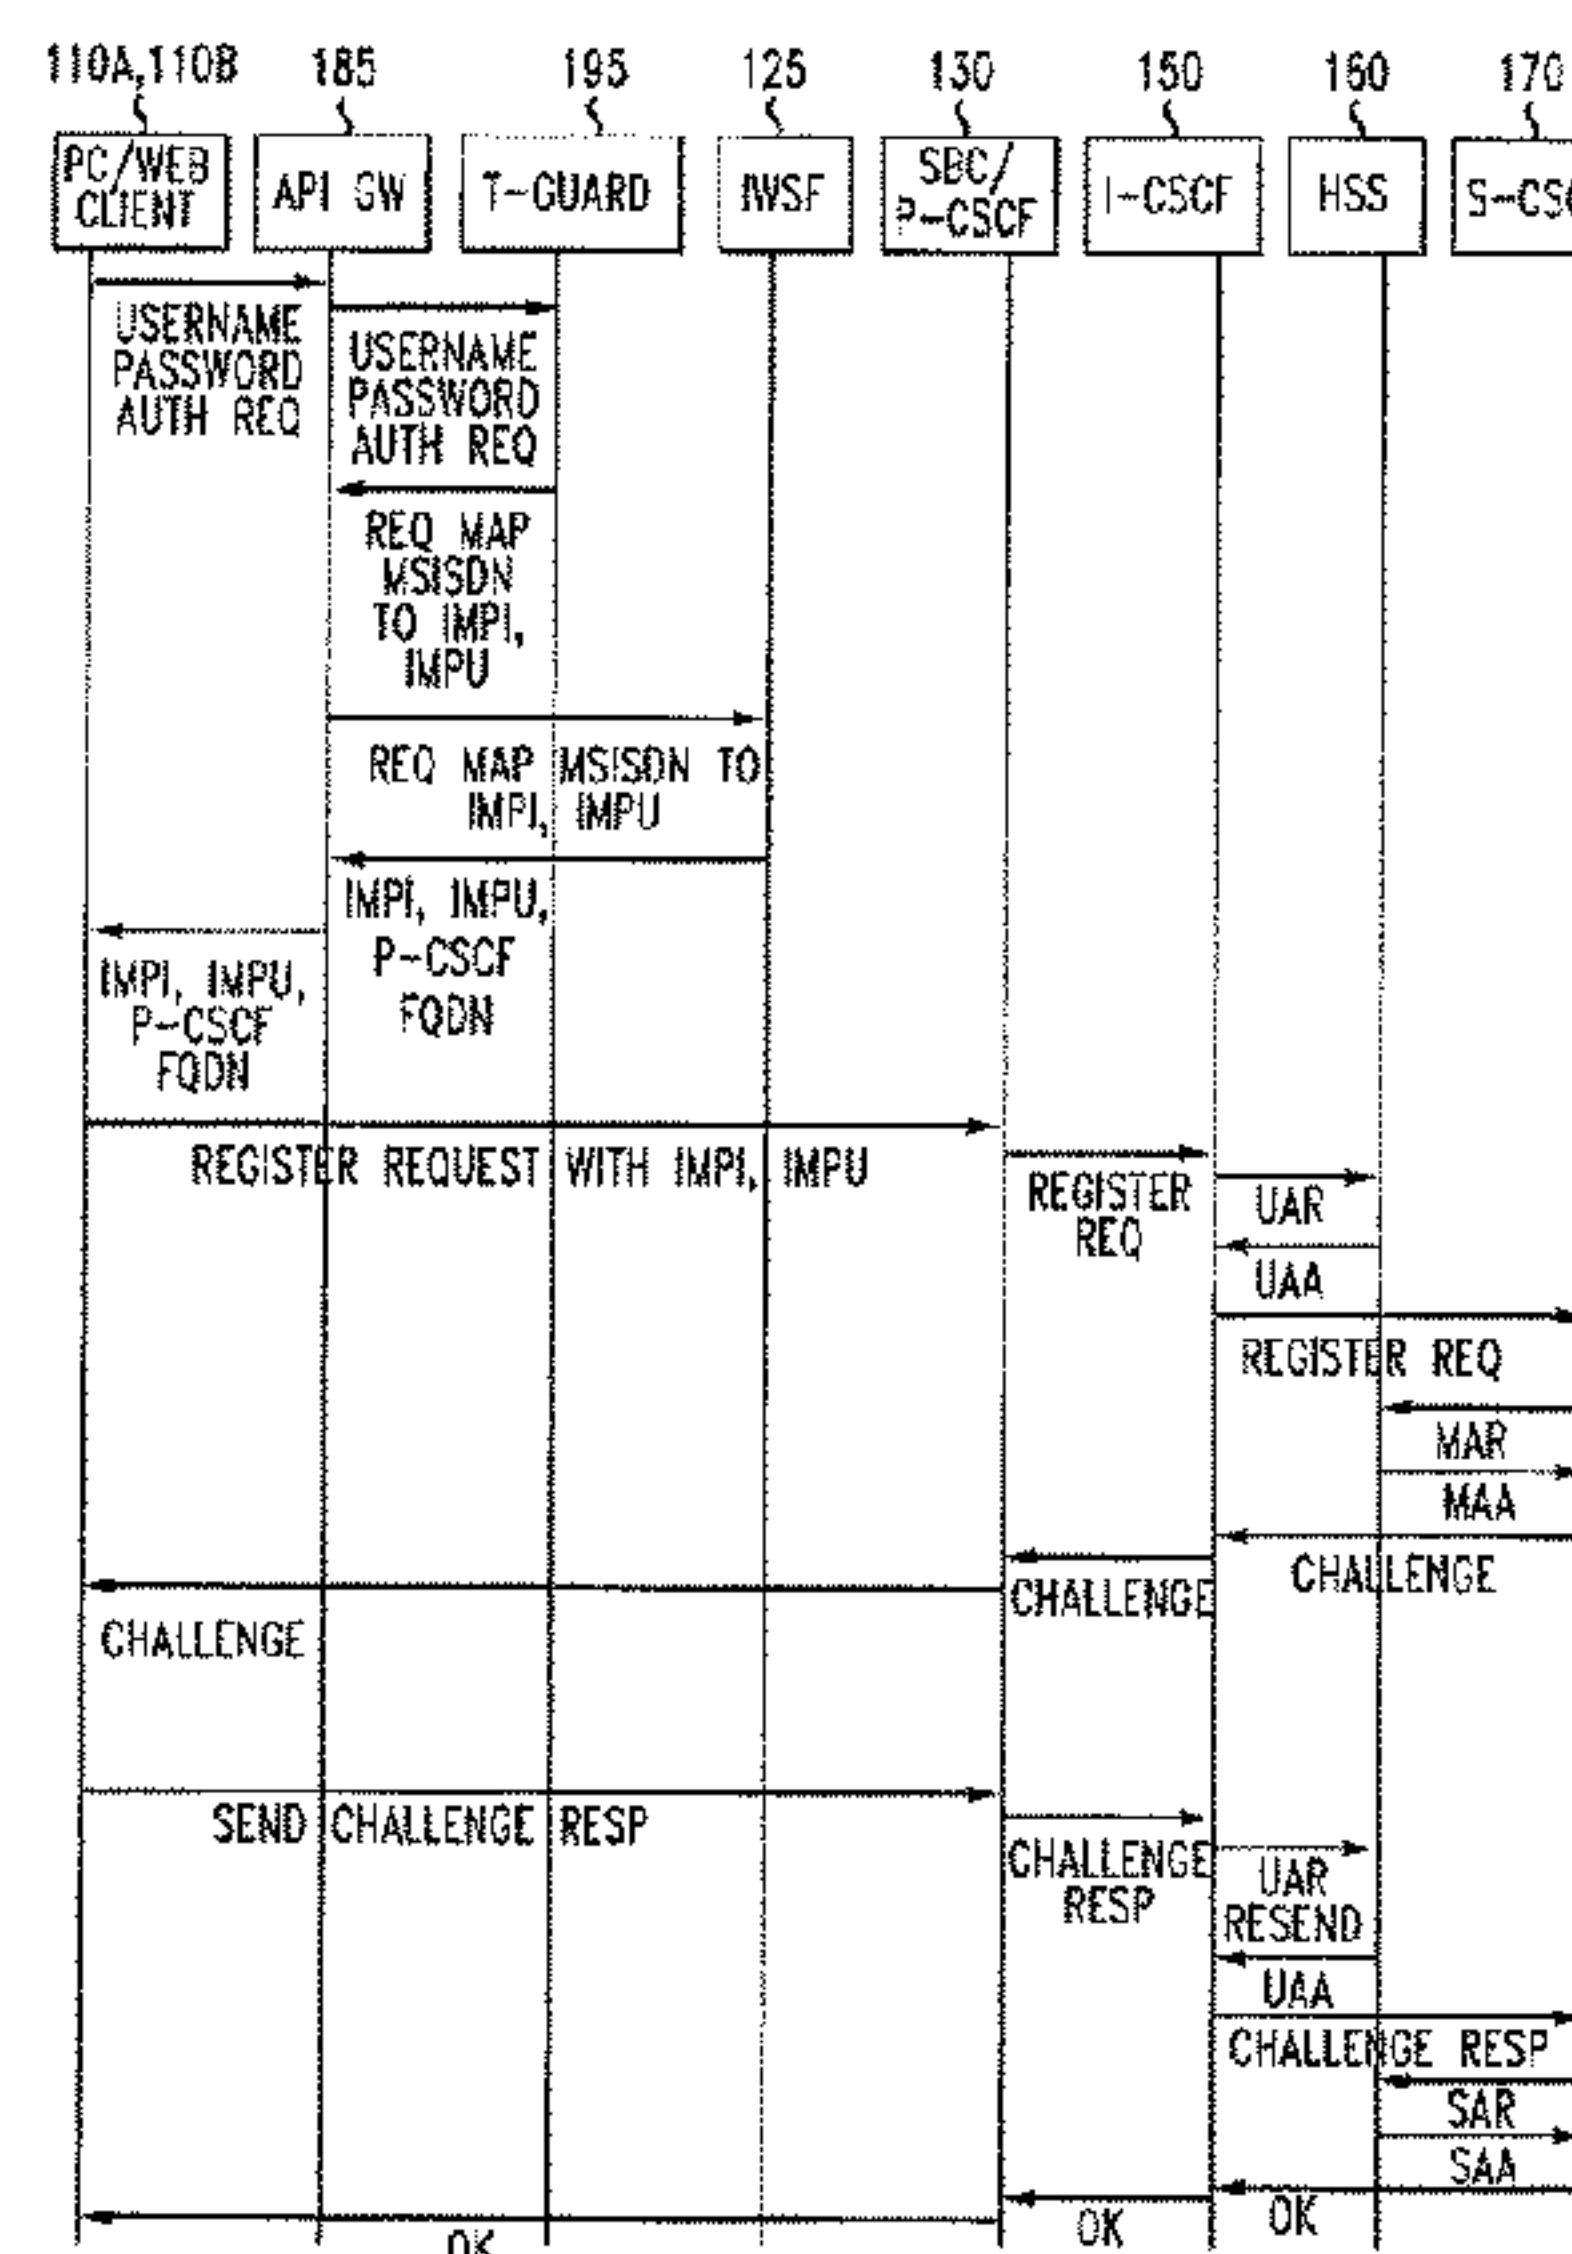 110A,110B 185 195 125 130 150 160 170
PC/WEB
CLIENT
API GW
T-GUARD
IWSF
SBC/
P-CSCF
I-CSCF
HSS
USERNAME
PASSWORD
AUTH REQ
USERNAME
PASSWORD
AUTH REQ
REQ MAP
MSISDN
TO IMPI,
IMPU
REQ MAP MSISDN TO
IMPI, IMPU
IMPI, IMPU,
P-CSCF
FQDN
IMPI, IMPU,
P-CSCF
FQDN
REGISTER REQUEST WITH IMPI, IMPU
REGISTER
REQ
UAR
UAA
REGISTER REQ
MAR
MAA
CHALLENGE
CHALLENGE
CHALLENGE
SEND CHALLENGE RESP
CHALLENGE
RESP
UAR
RESEND
UAA
CHALLENGE RESP
SAR
SAA
OK
OK
OK